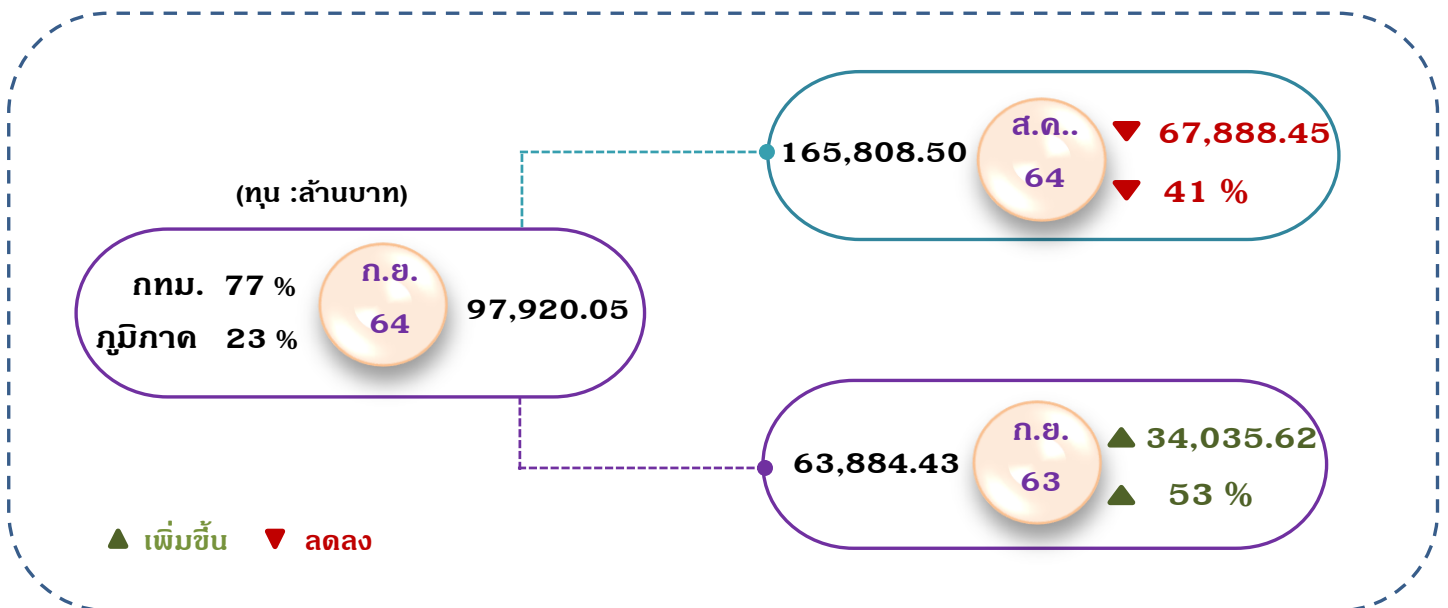 (ทุน :ล้านบาท)
กทม. 77 %
ภูมิภาค 23 %
ก.ย.
64
97,920.05
165,808.50
ส.ค..
64
67,888.45
41 %
63,884.43
ก.ย.
63
34,035.62
53 %
เพิ่มขึ้น ลดลง